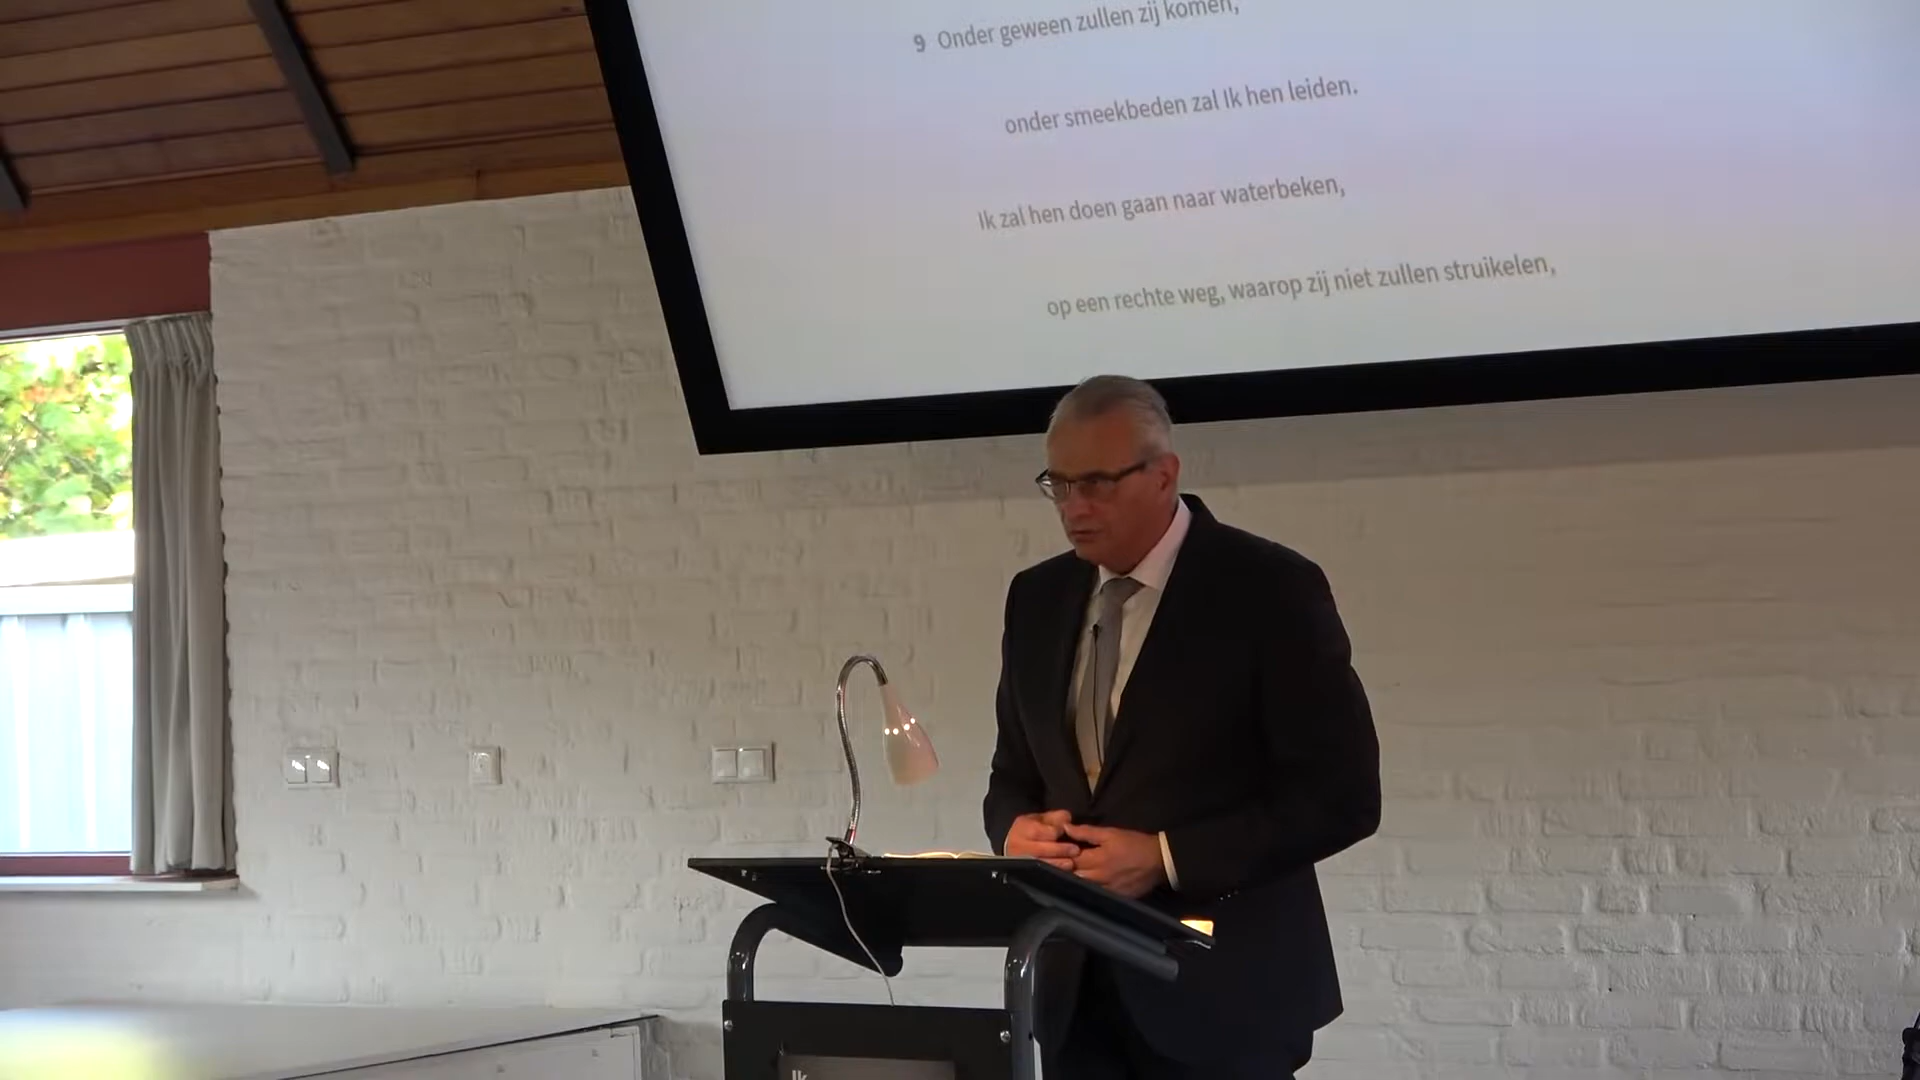 9 Onder geween zullen zij komen,
onder smeekbeden zal Ik hen leiden.
Ik zal hen doen gaan naar waterbeken,
op een rechte weg, waarop zij niet zullen struikelen,
Ik